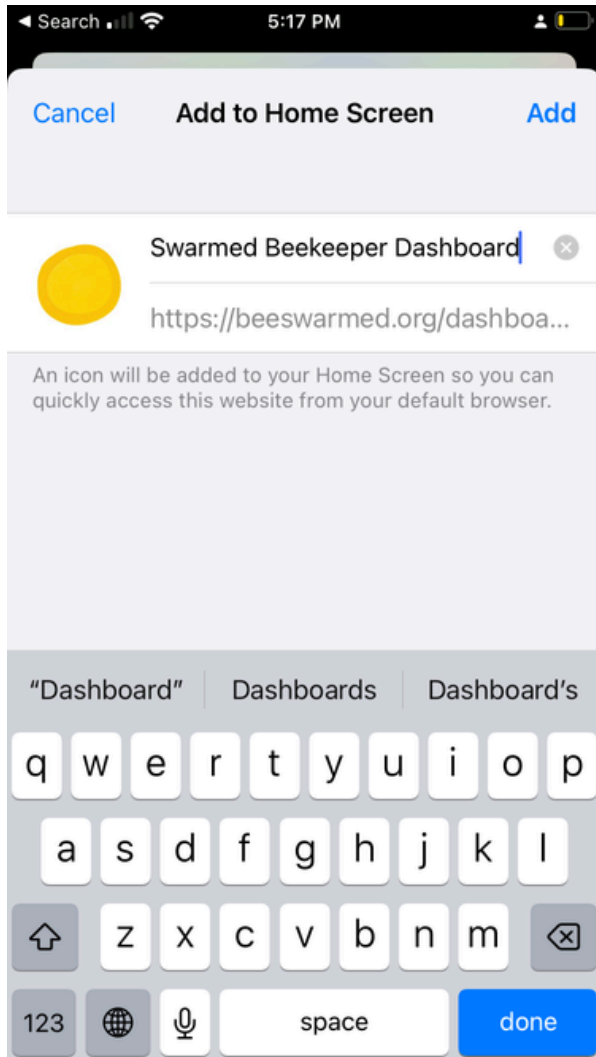 ◀ Search 5:17 PM
Cancel Add to Home Screen Add
Swarmed Beekeeper Dashboard
https://beeswarmed.org/dashboa...
An icon will be added to your Home Screen so you can
quickly access this website from your default browser.
“Dashboard” Dashboards Dashboard's
q w e r t y u i o p
a s d f g h j k l
z x c v b n m
123 space done